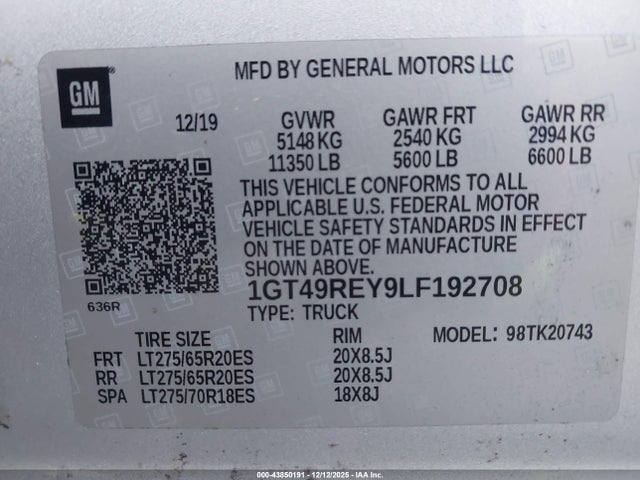 GM®
MFD BY GENERAL MOTORS LLC
12/19 GVWR GAWR FRT GAWR RR
5148 KG 2540 KG 2994 KG
11350 LB 5600 LB 6600 LB
THIS VEHICLE CONFORMS TO ALL
APPLICABLE U.S. FEDERAL MOTOR
VEHICLE SAFETY STANDARDS IN EFFECT
ON THE DATE OF MANUFACTURE
SHOWN ABOVE.
636R
1GT49REY9LF192708
TYPE: TRUCK
TIRE SIZE RIM MODEL: 98TK20743
FRT LT275/65R20ES 20X8.5J
RR LT275/65R20ES 20X8.5J
SPA LT275/70R18ES 18X8J
000-43850191 - 12/12/2025 - IAA Inc.